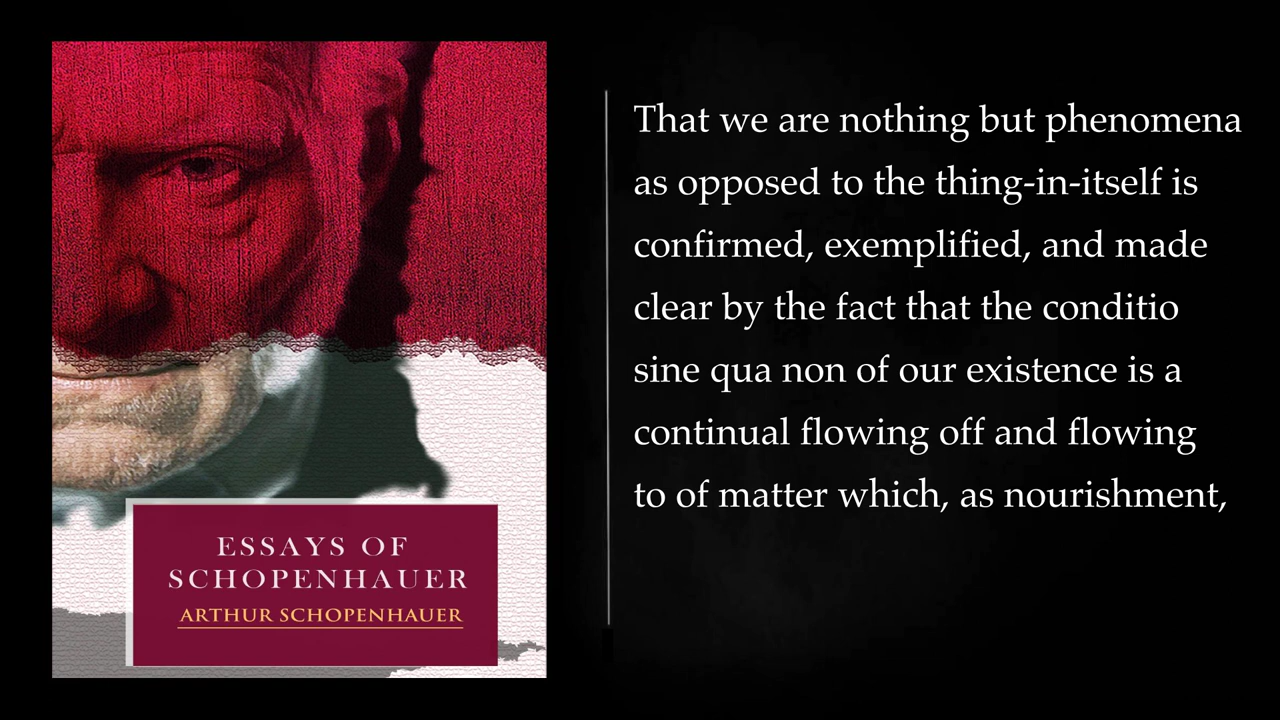 ESSAYS OF
SCHOPENHAUER
ARTHUR SCHOPENHAUER
That we are nothing but phenomena
as opposed to the thing-in-itself is
confirmed, exemplified, and made
clear by the fact that the conditio
sine qua non of our existence is a
continual flowing off and flowing
to of matter which, as nourishment,